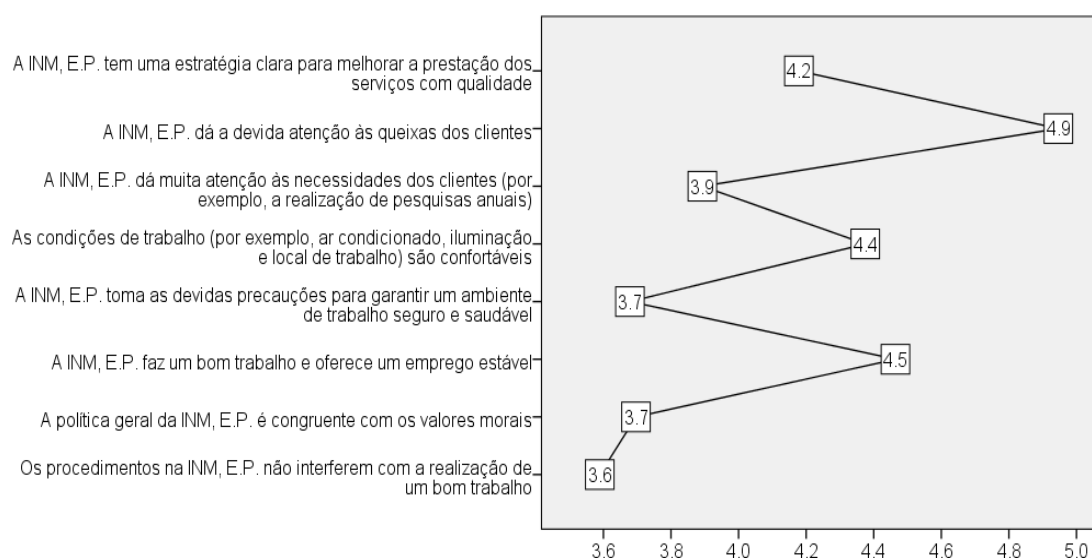 A INM, E.P. tem uma estratégia clara para melhorar a prestação dos
serviços com qualidade
4.2
A INM, E.P. dá a devida atenção às queixas dos clientes
4.9
A INM, E.P. dá muita atenção às necessidades dos clientes (por
exemplo, a realização de pesquisas anuais)
3.9
As condições de trabalho (por exemplo, ar condicionado, iluminação
e local de trabalho) são confortáveis
4.4
A INM, E.P. toma as devidas precauções para garantir um ambiente
de trabalho seguro e saudável
3.7
A INM, E.P. faz um bom trabalho e oferece um emprego estável
4.5
A política geral da INM, E.P. é congruente com os valores morais
3.7
Os procedimentos na INM, E.P. não interferem com a realização de
um bom trabalho
3.6
3.6 3.8 4.0 4.2 4.4 4.6 4.8 5.0